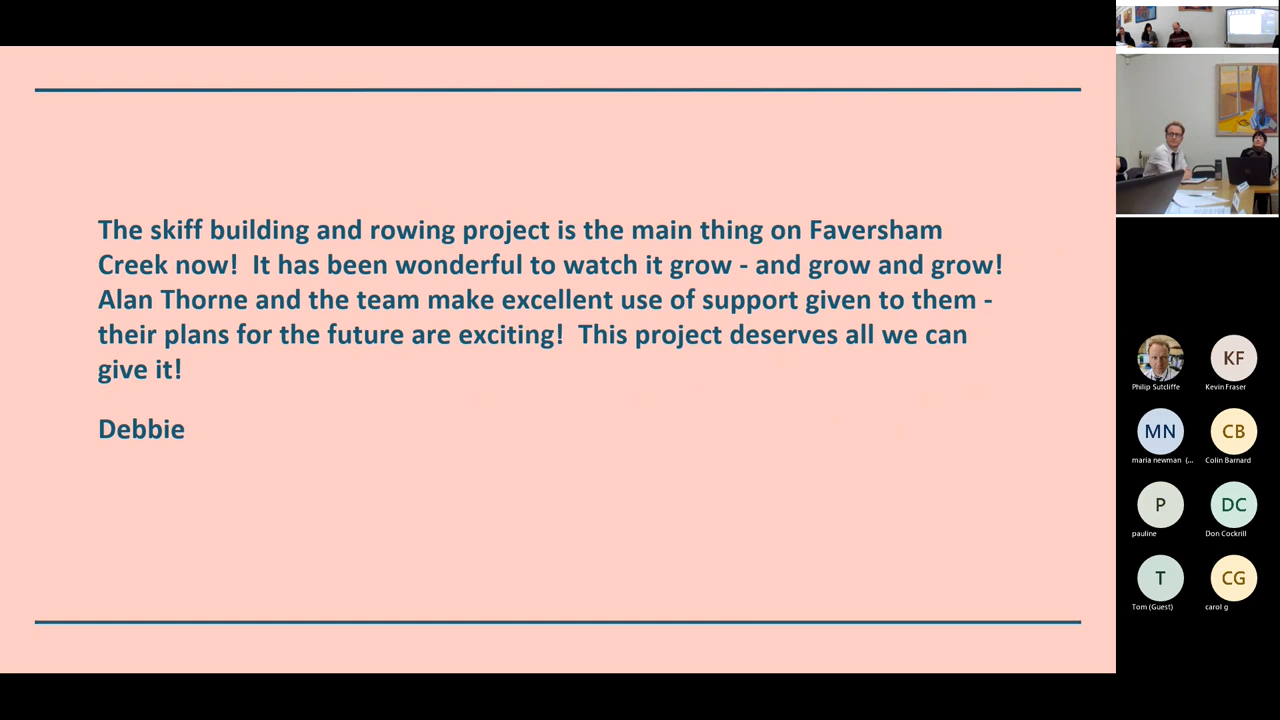 The skiff building and rowing project is the main thing on Faversham
Creek now!  It has been wonderful to watch it grow - and grow and grow!
Alan Thorne and the team make excellent use of support given to them -
their plans for the future are exciting!  This project deserves all we can
give it!
Debbie
Philip Sutcliffe
KF
Kevin Fraser
MN
maria newman (...
CB
Colin Barnard
P
pauline
DC
Don Cockrill
T
Tom (Guest)
CG
carol g